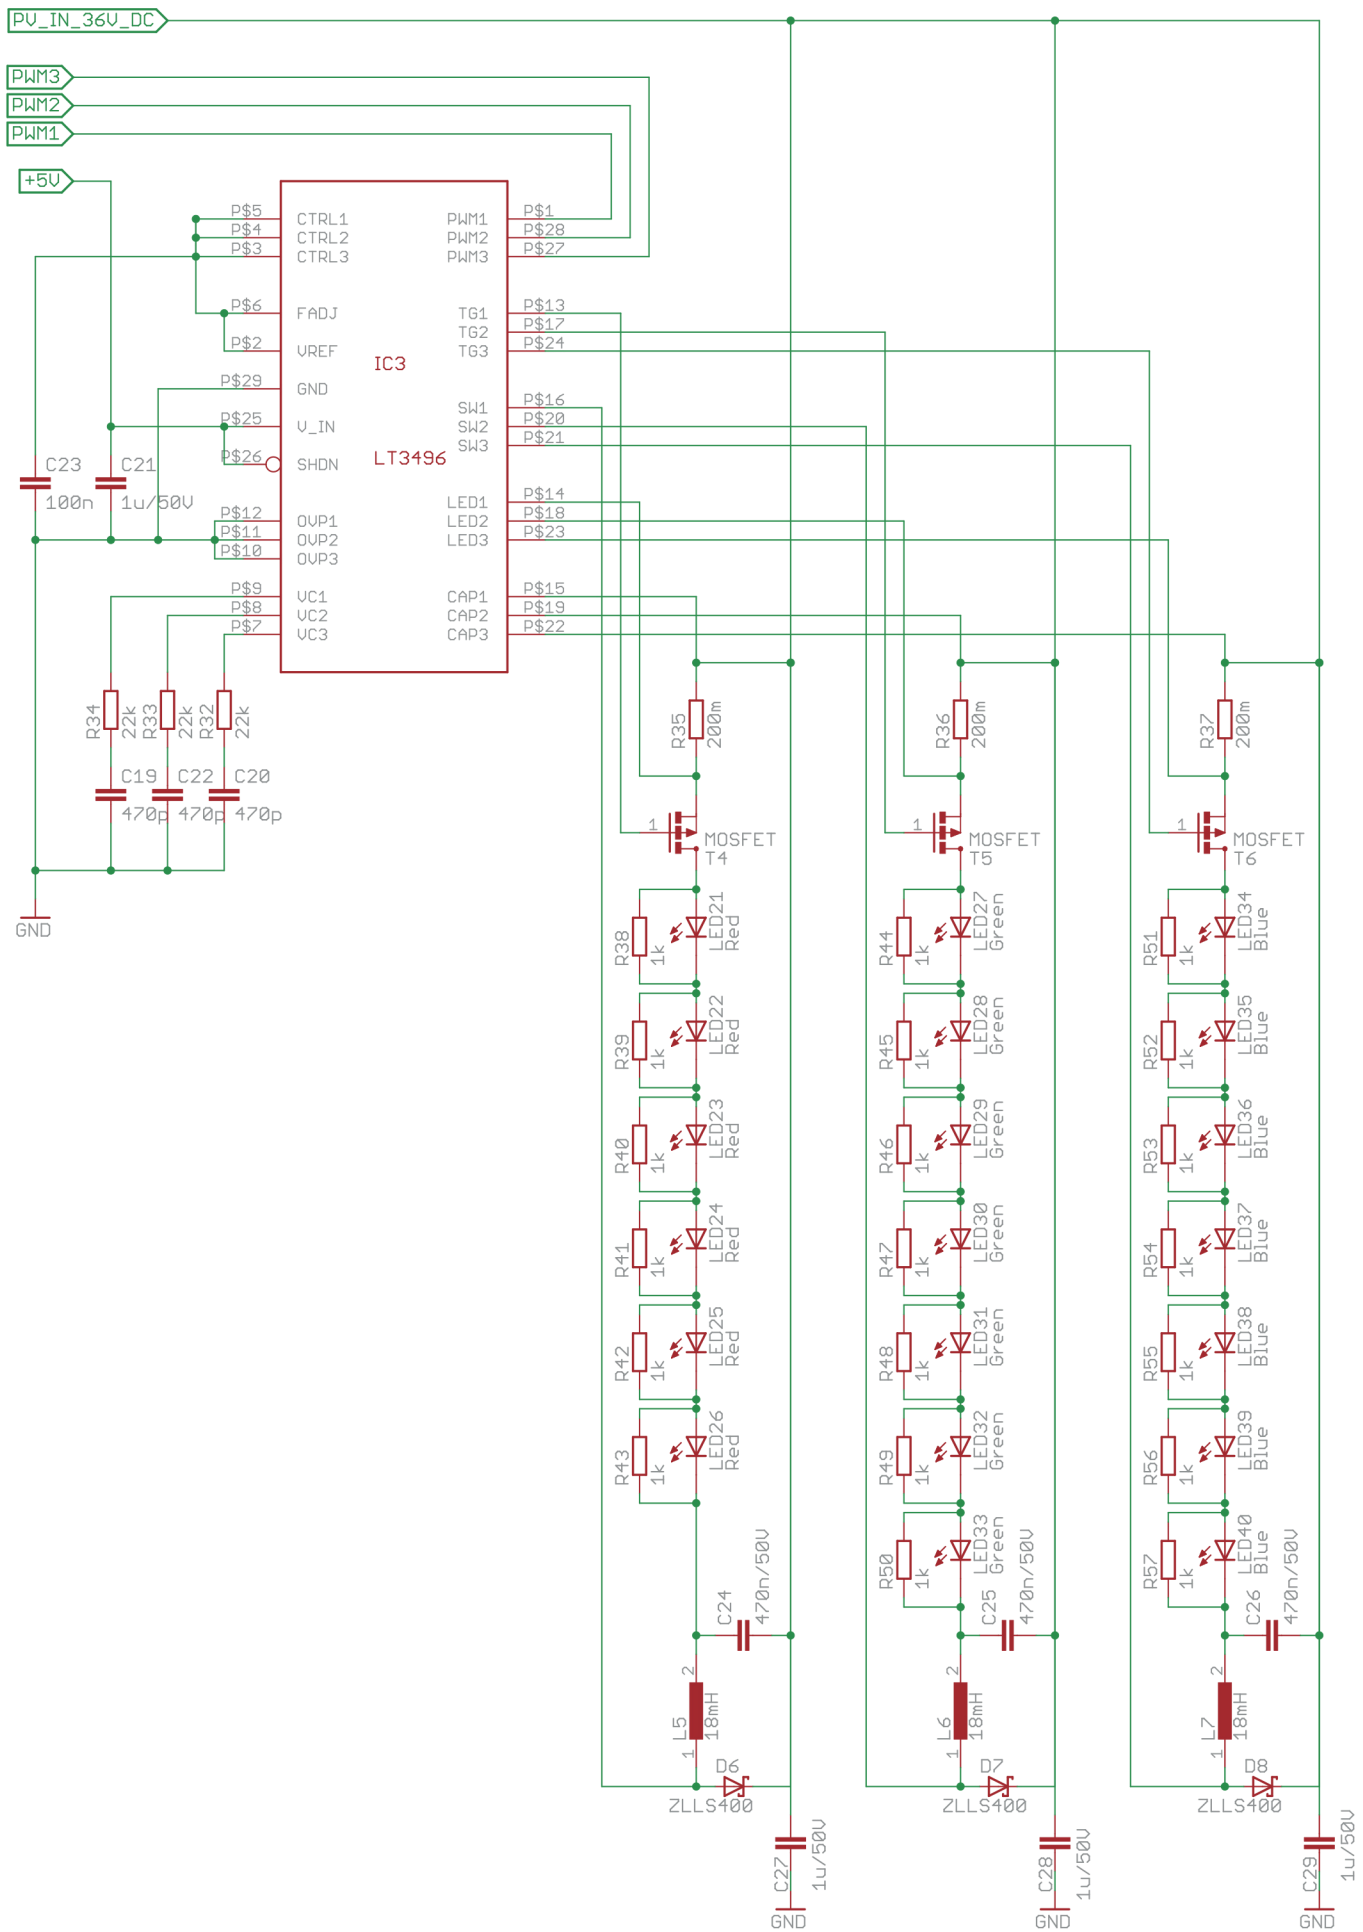 PV_IN_36V_DC
PWM3
PWM2
PWM1
+5V
P$5 CTRL1 PWM1 P$1
P$4 CTRL2 PWM2 P$28
P$3 CTRL3 PWM3 P$27
P$6 FADJ TG1 P$13
TG2 P$17
P$2 VREF TG3 P$24
IC3
P$29 GND
SW1 P$16
P$25 V_IN SW2 P$20
SW3 P$21
LT3496
P$26 SHDN
C23 C21
100n 1u/50V
LED1 P$14
P$12 OVP1 LED2 P$18
P$11 OVP2 LED3 P$23
P$10 OVP3
P$9 VC1 CAP1 P$15
P$8 VC2 CAP2 P$19
P$7 VC3 CAP3 P$22
R34 22k R33 22k R32 22k
R35 200m R36 200m R37 200m
C19 C22 C20
470p 470p 470p
1 MOSFET 1 MOSFET 1 MOSFET
T4 T5 T6
GND
R38 1k LED21 Red R44 1k LED27 Green R51 1k LED34 Blue
R39 1k LED22 Red R45 1k LED28 Green R52 1k LED35 Blue
R40 1k LED23 Red R46 1k LED29 Green R53 1k LED36 Blue
R41 1k LED24 Red R47 1k LED30 Green R54 1k LED37 Blue
R42 1k LED25 Red R48 1k LED31 Green R55 1k LED38 Blue
R43 1k LED26 Red R49 1k LED32 Green R56 1k LED39 Blue
R50 1k LED33 Green R57 1k LED40 Blue
C24 470n/50V C25 470n/50V C26 470n/50V
2 2 2
L5 18mH L6 18mH L7 18mH
1 1 1
D6 D7 D8
ZLLS400 ZLLS400 ZLLS400
C27 1u/50V C28 1u/50V C29 1u/50V
GND GND GND